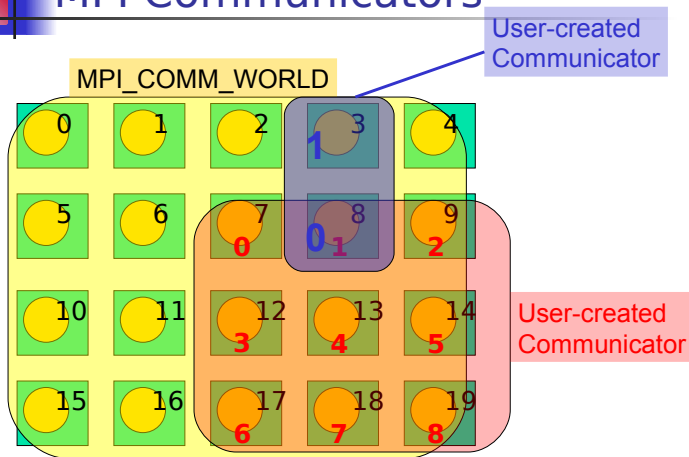 MPI Communicators
User-created
Communicator
MPI_COMM_WORLD
0 1 2 3 4
1
5 6 7 8 9
0 0 1 2
10 11 12 13 14
3 4 5
User-created
Communicator
15 16 17 18 19
6 7 8